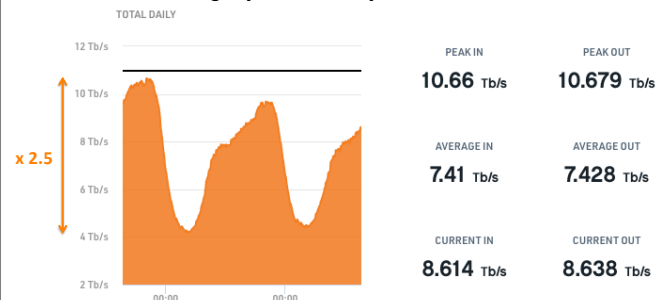 TOTAL DAILY
12 Tb/s
10 Tb/s
8 Tb/s
6 Tb/s
4 Tb/s
2 Tb/s
x 2.5
00:00
00:00
PEAK IN
10.66 Tb/s
PEAK OUT
10.679 Tb/s
AVERAGE IN
7.41 Tb/s
AVERAGE OUT
7.428 Tb/s
CURRENT IN
8.614 Tb/s
CURRENT OUT
8.638 Tb/s